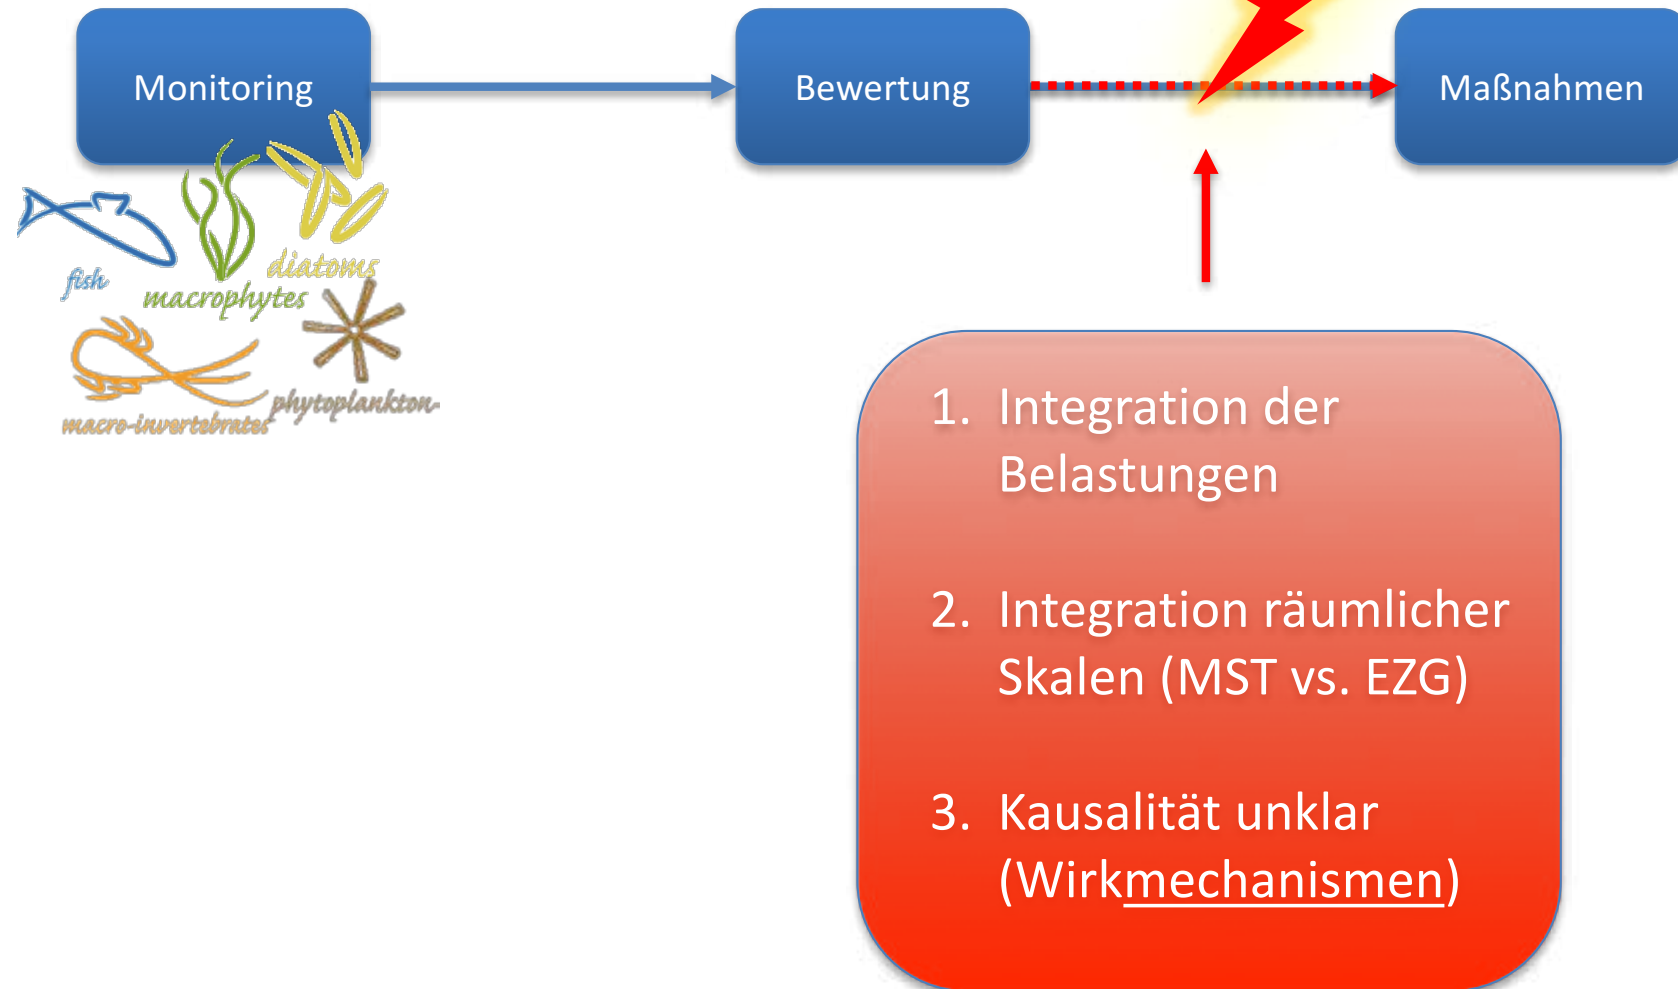 Monitoring
Bewertung
Maßnahmen
fish
diatoms
macrophytes
macro-invertebrates
phytoplankton
1. Integration der
Belastungen
2. Integration räumlicher
Skalen (MST vs. EZG)
3. Kausalität unklar
(Wirkmechanismen)